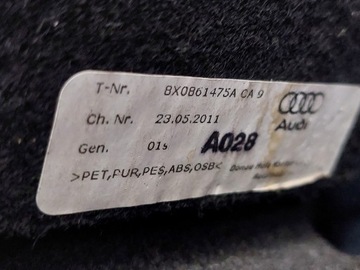 T-Nr. 8X0861475A CA 9
Ch. Nr. 23.05.2011
Audi
Gen. 01s A028
>PET,PUR,PES,ABS,OSB<